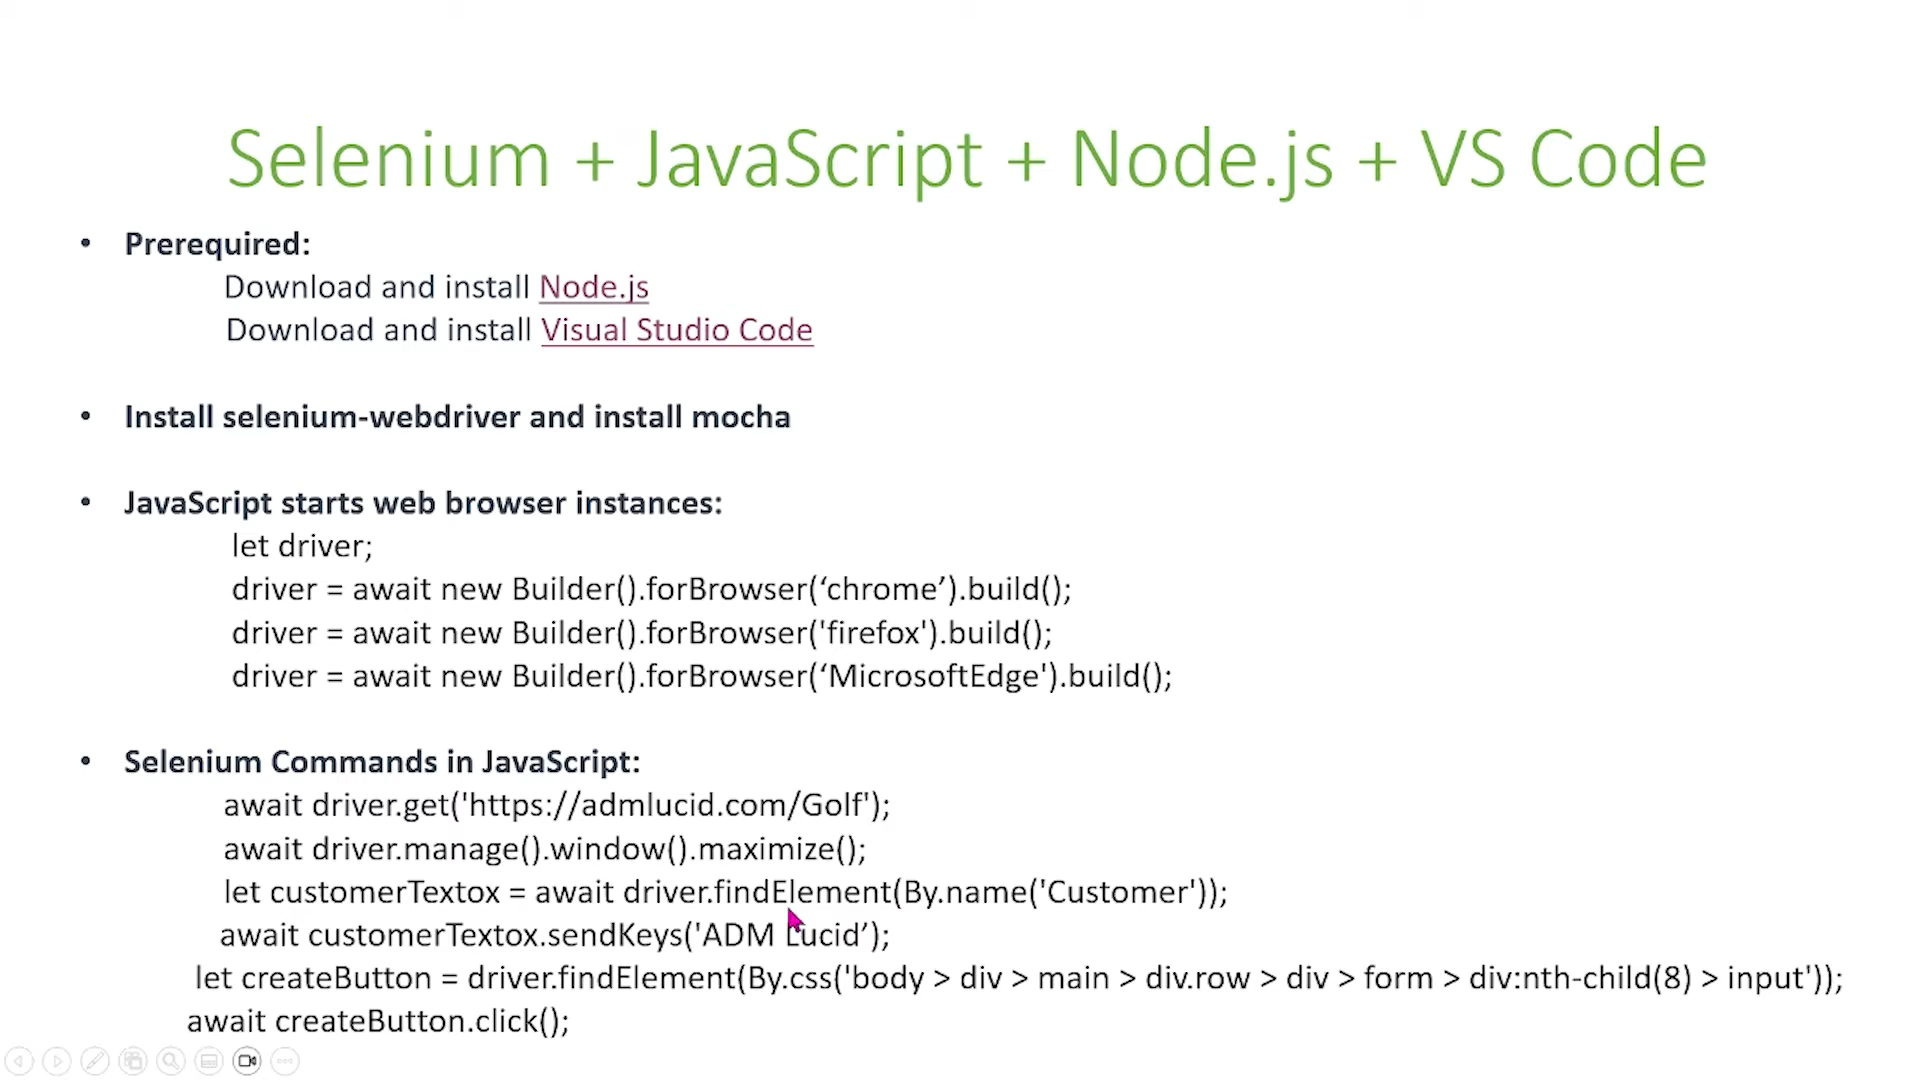 Selenium + JavaScript + Node.js + VS Code
• Prerequired:
Download and install Node.js
Download and install Visual Studio Code
• Install selenium-webdriver and install mocha
• JavaScript starts web browser instances:
let driver;
driver = await new Builder().forBrowser(‘chrome’).build();
driver = await new Builder().forBrowser('firefox').build();
driver = await new Builder().forBrowser(‘MicrosoftEdge').build();
• Selenium Commands in JavaScript:
await driver.get('https://admlucid.com/Golf');
await driver.manage().window().maximize();
let customerTextox = await driver.findElement(By.name('Customer'));
await customerTextox.sendKeys('ADM Lucid’);
let createButton = driver.findElement(By.css('body > div > main > div.row > div > form > div:nth-child(8) > input'));
await createButton.click();